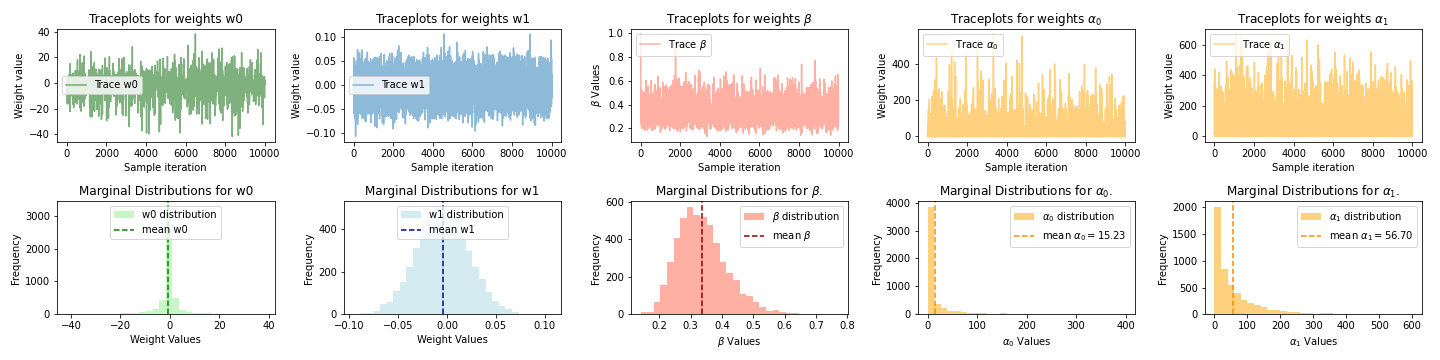 Traceplots for weights w0
Weight value
40
20
0
−20
−40
Trace w0
0 2000 4000 6000 8000 10000
Sample iteration
Traceplots for weights w1
Weight value
0.10
0.05
0.00
−0.05
−0.10
Trace w1
0 2000 4000 6000 8000 10000
Sample iteration
Traceplots for weights β
β Values
1.0
0.8
0.6
0.4
0.2
Trace β
0 2000 4000 6000 8000 10000
Sample iteration
Traceplots for weights α₀
Weight value
400
200
0
Trace α₀
0 2000 4000 6000 8000 10000
Sample iteration
Traceplots for weights α₁
Weight value
600
400
200
0
Trace α₁
0 2000 4000 6000 8000 10000
Sample iteration
Marginal Distributions for w0
Frequency
3000
2000
1000
0
w0 distribution
mean w0
−40 −20 0 20 40
Weight Values
Marginal Distributions for w1
Frequency
400
200
0
w1 distribution
mean w1
−0.10 −0.05 0.00 0.05 0.10
Weight Values
Marginal Distributions for β.
Frequency
600
400
200
0
β distribution
mean β
0.2 0.3 0.4 0.5 0.6 0.7 0.8
β Values
Marginal Distributions for α₀.
Frequency
4000
3000
2000
1000
0
α₀ distribution
mean α₀ = 15.23
0 100 200 300 400
α₀ Values
Marginal Distributions for α₁.
Frequency
2000
1500
1000
500
0
α₁ distribution
mean α₁ = 56.70
0 100 200 300 400 500 600
α₁ Values